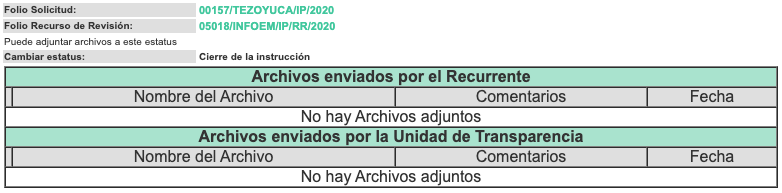 Folio Solicitud: 00157/TEZOYUCA/IP/2020
Folio Recurso de Revisión: 05018/INFOEM/IP/RR/2020
Puede adjuntar archivos a este estatus
Cambiar estatus: Cierre de la instrucción
Archivos enviados por el Recurrente
Nombre del Archivo Comentarios Fecha
No hay Archivos adjuntos
Archivos enviados por la Unidad de Transparencia
Nombre del Archivo Comentarios Fecha
No hay Archivos adjuntos